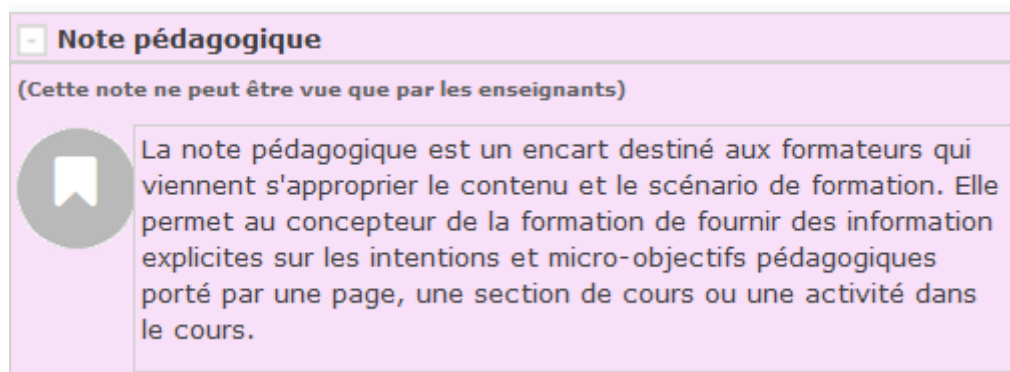 Note pédagogique
(Cette note ne peut être vue que par les enseignants)
La note pédagogique est un encart destiné aux formateurs qui
viennent s'approprier le contenu et le scénario de formation. Elle
permet au concepteur de la formation de fournir des information
explicites sur les intentions et micro-objectifs pédagogiques
porté par une page, une section de cours ou une activité dans
le cours.